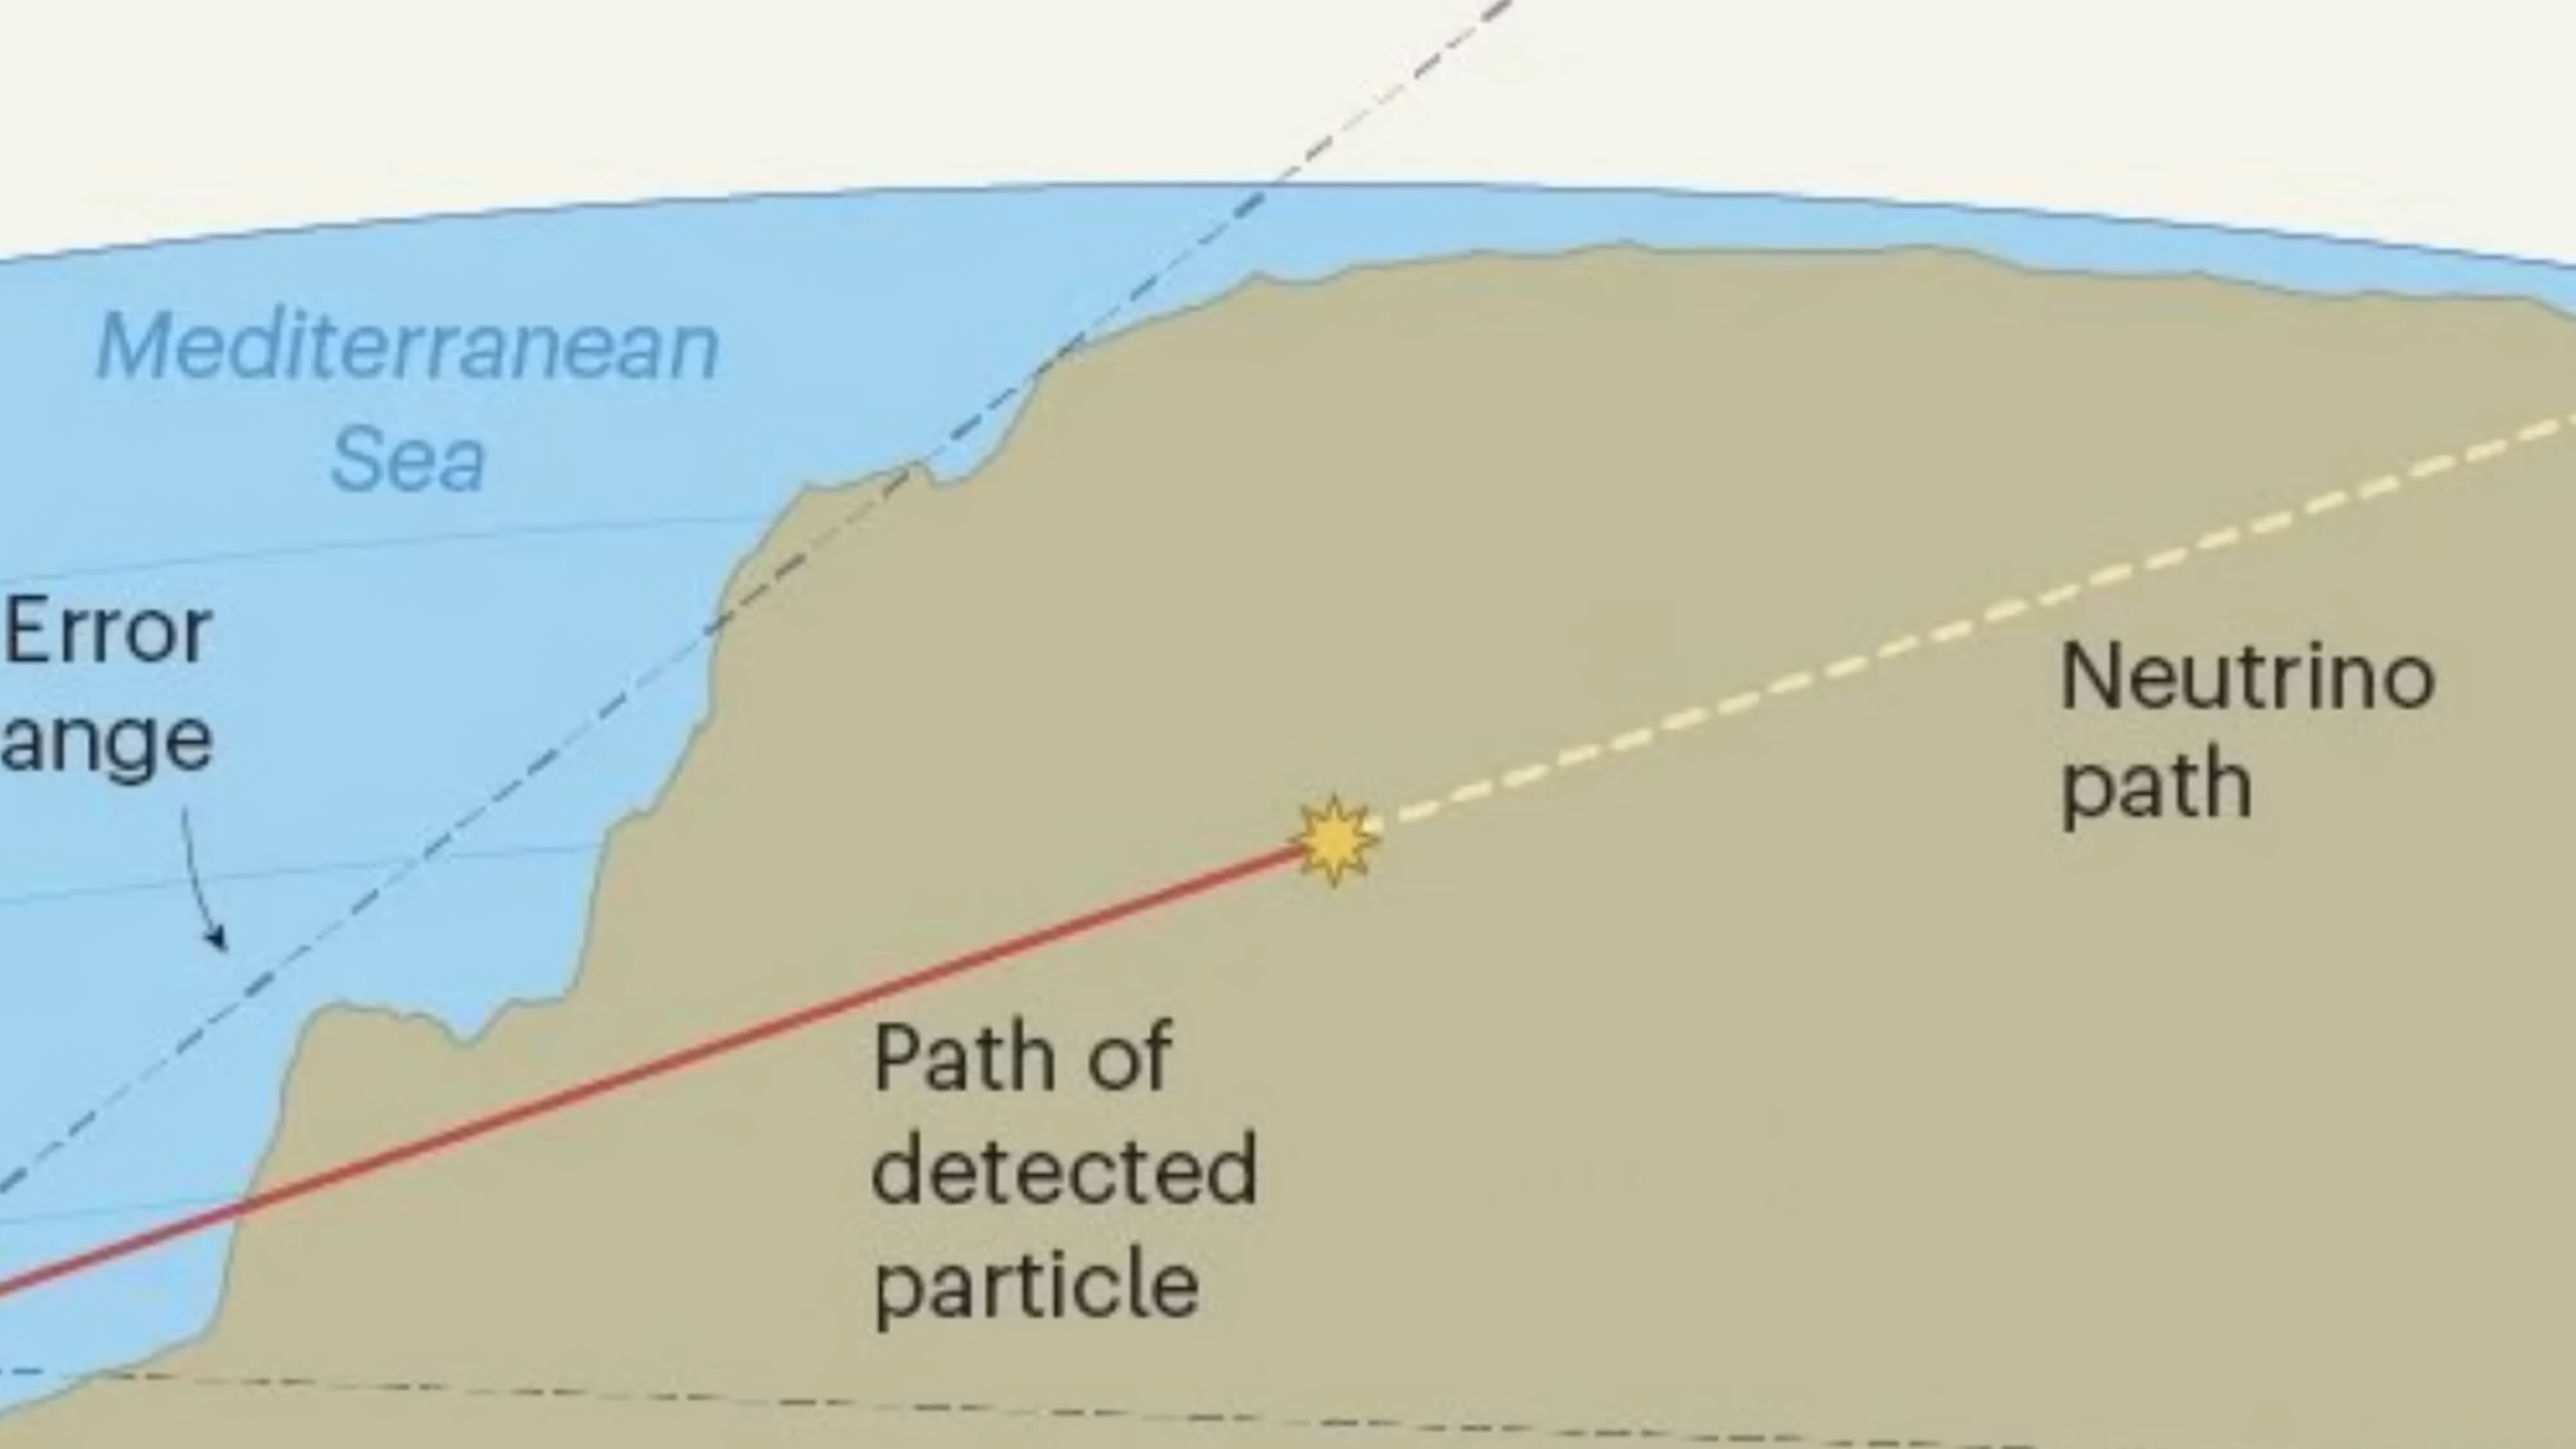 Mediterranean
Sea
Error
ange
Neutrino
path
Path of
detected
particle